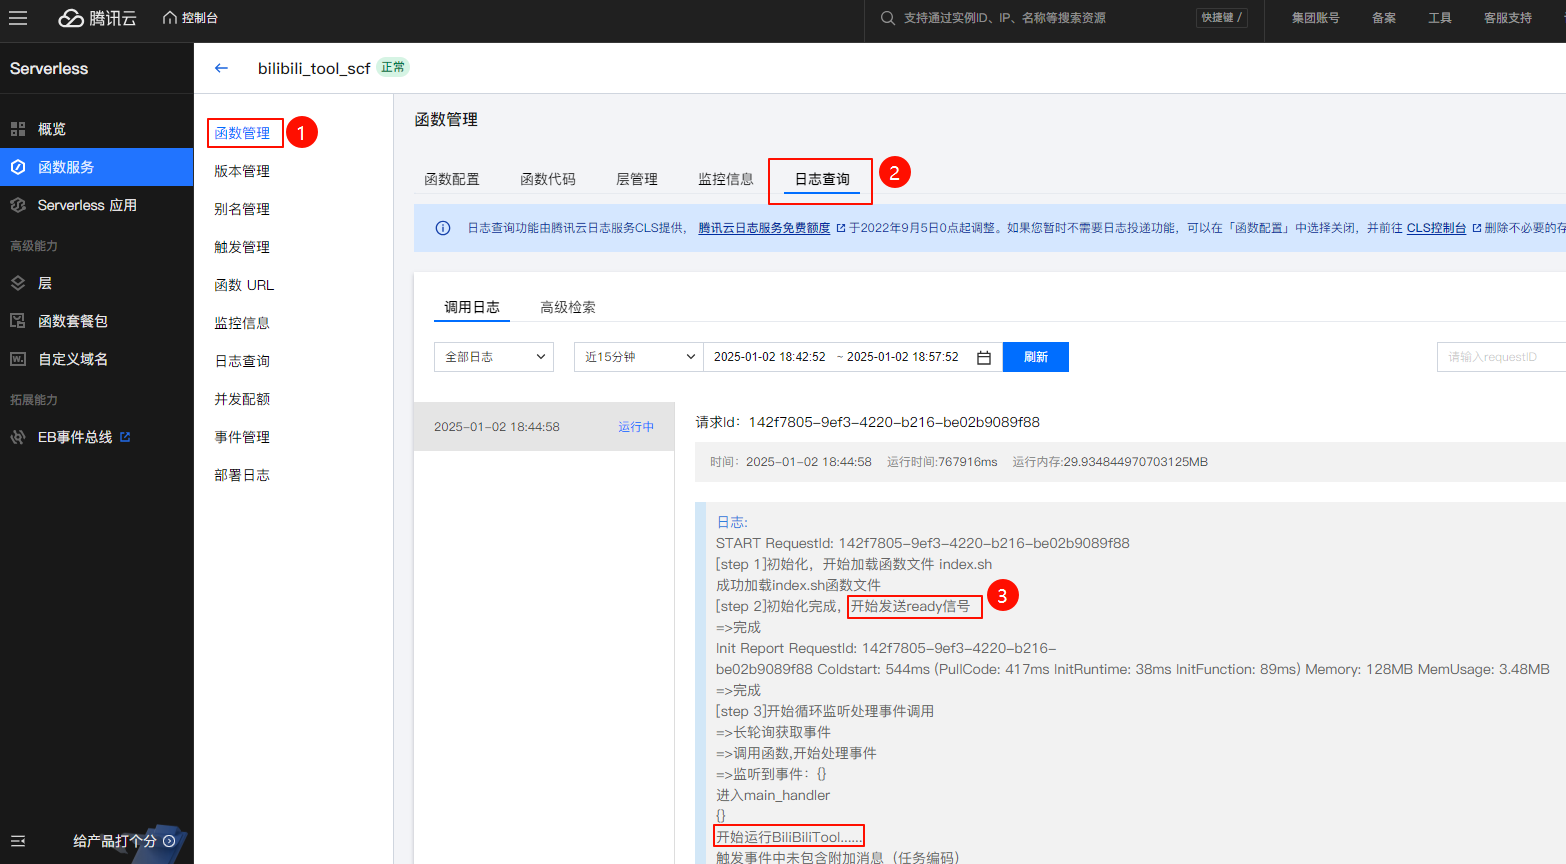 腾讯云
控制台
支持通过实例ID、IP、名称等搜索资源
快捷键 /
集团账号
备案
工具
客服支持
Serverless
bilibili_tool_scf
正常
概览
函数服务
Serverless 应用
高级能力
层
函数套餐包
自定义域名
拓展能力
EB事件总线
给产品打个分
函数管理
1
版本管理
别名管理
触发管理
函数 URL
监控信息
日志查询
并发配额
事件管理
部署日志
函数管理
函数配置
函数代码
层管理
监控信息
日志查询
2
日志查询功能由腾讯云日志服务CLS提供， 腾讯云日志服务免费额度 于2022年9月5日0点起调整。如果您暂时不需要日志投递功能，可以在「函数配置」中选择关闭，并前往 CLS控制台 删除不必要的存
调用日志
高级检索
全部日志
近15分钟
2025-01-02 18:42:52 ~ 2025-01-02 18:57:52
刷新
请输入requestID
2025-01-02 18:44:58
运行中
请求Id：142f7805-9ef3-4220-b216-be02b9089f88
时间：2025-01-02 18:44:58 运行时间:767916ms 运行内存:29.934844970703125MB
日志:
START RequestId: 142f7805-9ef3-4220-b216-be02b9089f88
[step 1]初始化，开始加载函数文件 index.sh
成功加载index.sh函数文件
[step 2]初始化完成，开始发送ready信号
3
=>完成
Init Report RequestId: 142f7805-9ef3-4220-b216-
be02b9089f88 Coldstart: 544ms (PullCode: 417ms InitRuntime: 38ms InitFunction: 89ms) Memory: 128MB MemUsage: 3.48MB
=>完成
[step 3]开始循环监听处理事件调用
=>长轮询获取事件
=>调用函数,开始处理事件
=>监听到事件：{}
进入main_handler
{}
开始运行BiliBiliTool......
触发事件中未包含附加消息（任务编码）